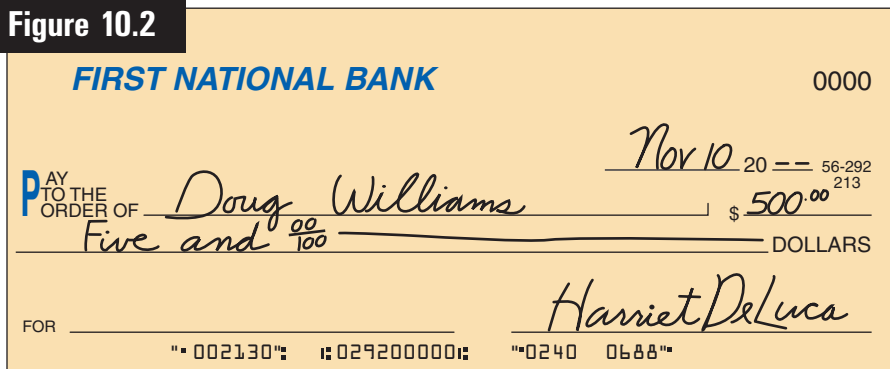 Figure 10.2
FIRST NATIONAL BANK 0000
Nov 10 20 -- 56-292
213
PAY TO THE ORDER OF Doug Williams $ 500.00
Five and 00/100 DOLLARS
FOR Harriet DeLuca
"• 002130"• ⑆029200000⑆ "•0240 0688"•